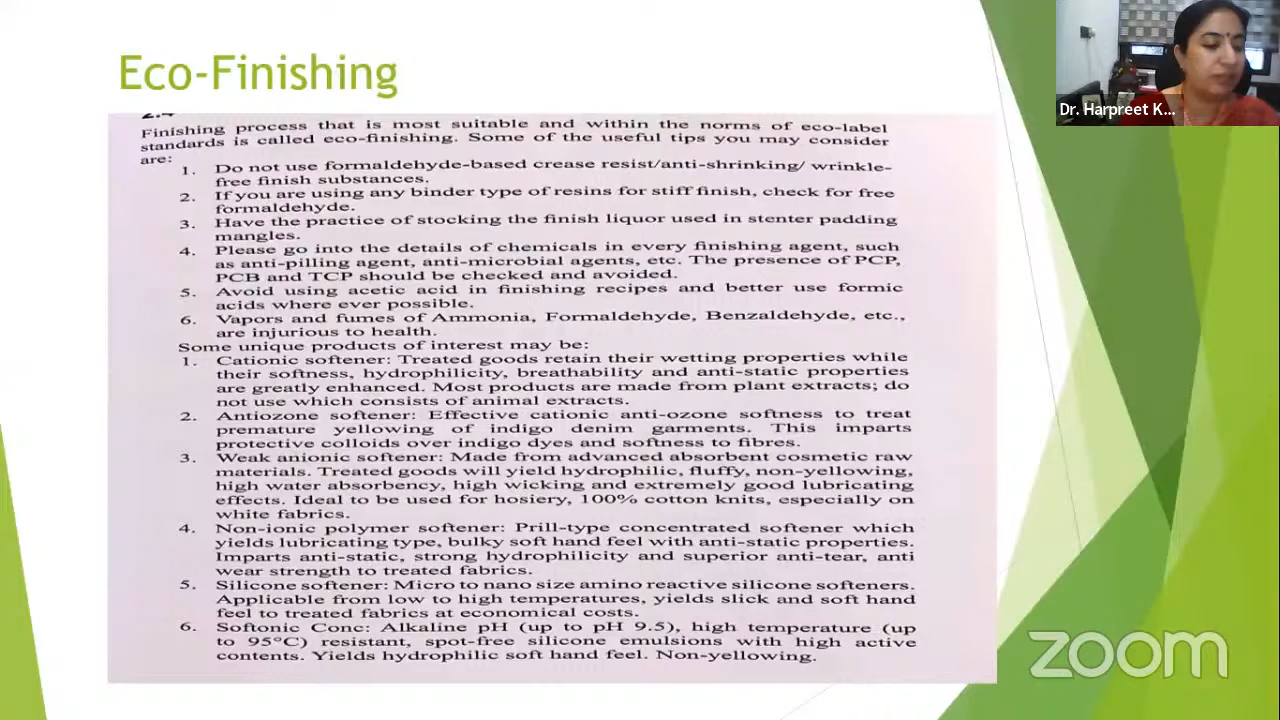 Eco-Finishing
Finishing process that is most suitable and within the norms of eco-label
standards is called eco-finishing. Some of the useful tips you may consider
are:
1. Do not use formaldehyde-based crease resist/anti-shrinking/ wrinkle-
free finish substances.
2. If you are using any binder type of resins for stiff finish, check for free
formaldehyde.
3. Have the practice of stocking the finish liquor used in stenter padding
mangles.
4. Please go into the details of chemicals in every finishing agent, such
as anti-pilling agent, anti-microbial agents, etc. The presence of PCP,
PCB and TCP should be checked and avoided.
5. Avoid using acetic acid in finishing recipes and better use formic
acids where ever possible.
6. Vapors and fumes of Ammonia, Formaldehyde, Benzaldehyde, etc.,
are injurious to health.
Some unique products of interest may be:
1. Cationic softener: Treated goods retain their wetting properties while
their softness, hydrophilicity, breathability and anti-static properties
are greatly enhanced. Most products are made from plant extracts; do
not use which consists of animal extracts.
2. Antiozone softener: Effective cationic anti-ozone softness to treat
premature yellowing of indigo denim garments. This imparts
protective colloids over indigo dyes and softness to fibres.
3. Weak anionic softener: Made from advanced absorbent cosmetic raw
materials. Treated goods will yield hydrophilic, fluffy, non-yellowing,
high water absorbency, high wicking and extremely good lubricating
effects. Ideal to be used for hosiery, 100% cotton knits, especially on
white fabrics.
4. Non-ionic polymer softener: Prill-type concentrated softener which
yields lubricating type, bulky soft hand feel with anti-static properties.
Imparts anti-static, strong hydrophilicity and superior anti-tear, anti
wear strength to treated fabrics.
5. Silicone softener: Micro to nano size amino reactive silicone softeners.
Applicable from low to high temperatures, yields slick and soft hand
feel to treated fabrics at economical costs.
6. Softonic Conc: Alkaline pH (up to pH 9.5), high temperature (up
to 95°C) resistant, spot-free silicone emulsions with high active
contents. Yields hydrophilic soft hand feel. Non-yellowing.
Dr. Harpreet K...
zoom